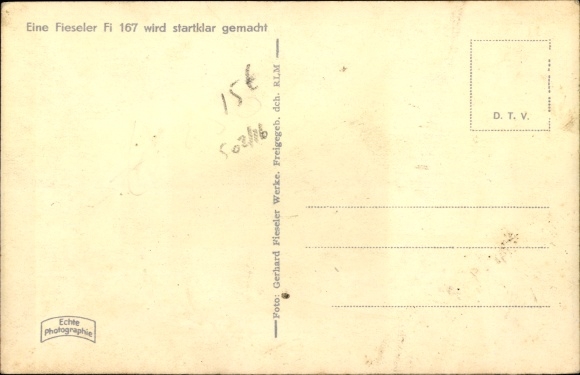 Eine Fieseler Fi 167 wird startklar gemacht
15€
Foto: Gerhard Fieseler Werke. Freigegeb. dch. RLM
D. T. V.
Echte
Photographie